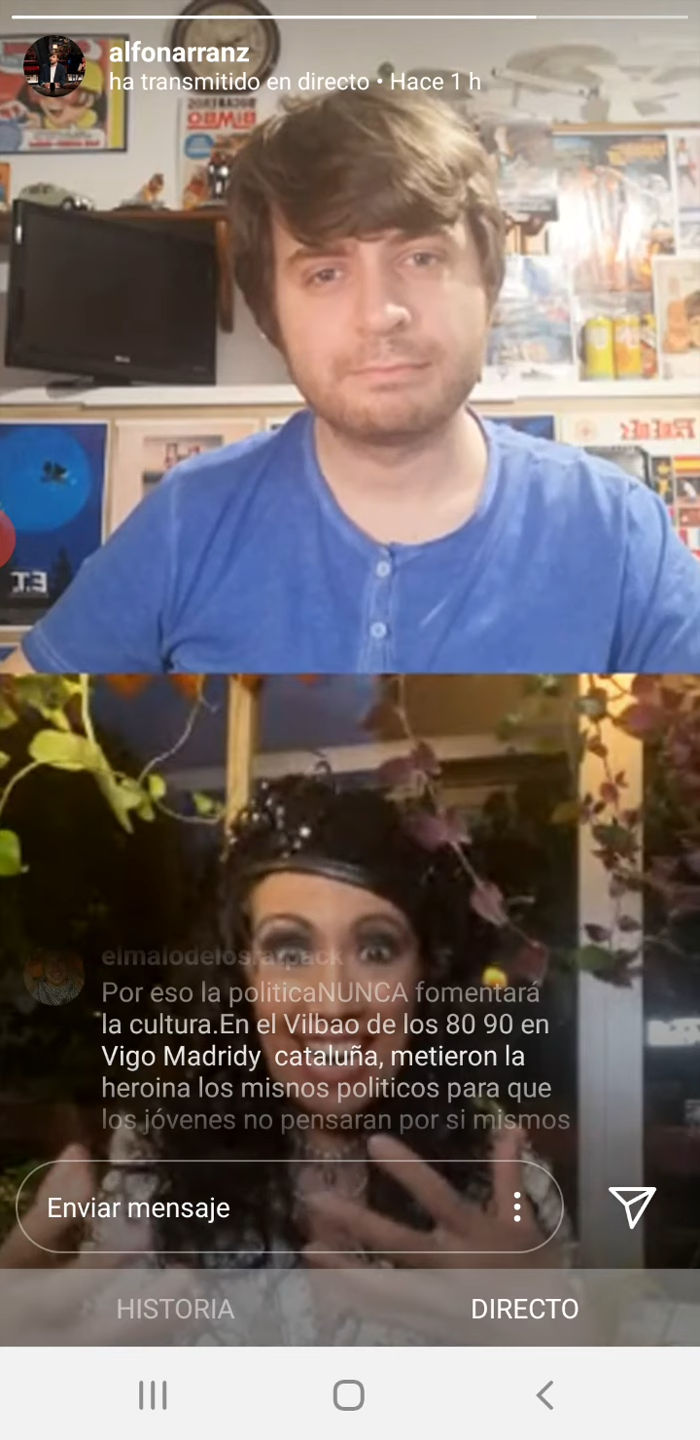 alfonarranz
ha transmitido en directo • Hace 1 h
BIMBO
E.T
elmalodelosfarpack
Por eso la politicaNUNCA fomentará
la cultura.En el Vilbao de los 80 90 en
Vigo Madridy  cataluña, metieron la
heroina los misnos politicos para que
los jóvenes no pensaran por si mismos
Enviar mensaje
HISTORIA
DIRECTO